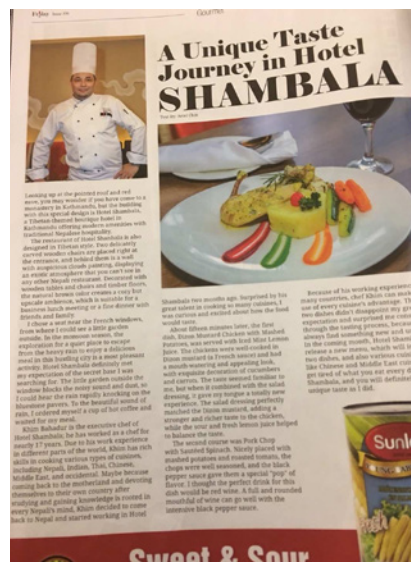 Gourmet
A Unique Taste
Journey in Hotel
SHAMBALA
Looking up at the pointed roof and red
eave, you may wonder if you have come to a
monastery in Kathmandu, but the building
with this special design is Hotel Shambala,
a Tibetan-themed boutique hotel in
Kathmandu offering modern amenities with
traditional Nepalese hospitality.
The restaurant of Hotel Shambala is also
designed in Tibetan style. Two delicately
carved wooden chairs are placed right at
the entrance, and behind them is a wall
with auspicious clouds painting, displaying
an exotic atmosphere that you can't see in
any other Nepali restaurant. Decorated with
wooden tables and chairs and timber floors,
the natural brown color creates a cozy but
upscale ambience, which is suitable for a
business lunch meeting or a fine dinner with
friends and family.
I chose a seat near the French windows,
from where I could see a little garden
outside. In the monsoon season, the
exploration for a quiet place to escape
from the heavy rain to enjoy a delicious
meal in this bustling city is a most pleasant
activity. Hotel Shambala definitely met
my expectation of the secret base I was
searching for. The little garden outside the
window blocks the noisy sound and dust, so
I could hear the rain rapidly knocking on the
bluestone pavers. To the beautiful sound of
rain, I ordered myself a cup of hot coffee and
waited for my meal.
Khim Bahadur is the executive chef of
Hotel Shambala; he has worked as a chef for
nearly 17 years. Due to his work experience
in different parts of the world, Khim has rich
skills in cooking various types of cuisines,
including Nepali, Indian, Thai, Chinese,
Middle East, and occidental. Maybe because
coming back to the motherland and devoting
themselves to their own country after
studying and gaining knowledge is rooted in
every Nepali's mind, Khim decided to come
back to Nepal and started working in Hotel
Shambala two months ago. Surprised by his
great talent in cooking so many cuisines, I
was curious and excited about how the food
would taste.
About fifteen minutes later, the first
dish, Dizon Mustard Chicken with Mashed
Potatoes, was served with Iced Mint Lemon
Juice. The chickens were well-cooked in
Dizon mustard (a French sauce) and had
a mouth-watering and appealing look,
with exquisite decoration of cucumbers
and carrots. The taste seemed familiar to
me, but when it combined with the salad
dressing, it gave my tongue a totally new
experience. The salad dressing perfectly
matched the Dizon mustard, adding a
stronger and richer taste to the chicken,
while the sour and fresh lemon juice helped
to balance the taste.
The second course was Pork Chop
with Sauteed Spinach. Nicely placed with
mashed potatoes and roasted tomato, the
chops were well seasoned, and the black
pepper sauce gave them a special "pop" of
flavor. I thought the perfect drink for this
dish would be red wine. A full and rounded
mouthful of wine can go well with the
intensive black pepper sauce.
Because of his working experience
many countries, chef Khim can make
use of every cuisine's advantage. The
two dishes didn't disappoint my great
expectation and surprised me constantly
through the tasting process, because
always find something new and
in the coming month, Hotel Shambala
release a new menu, which will
two dishes, and also various
like Chinese and Middle East
get tired of what you eat every day
Shambala, and you will definitely
unique taste as I did.
Sunl
Sweet & Sour